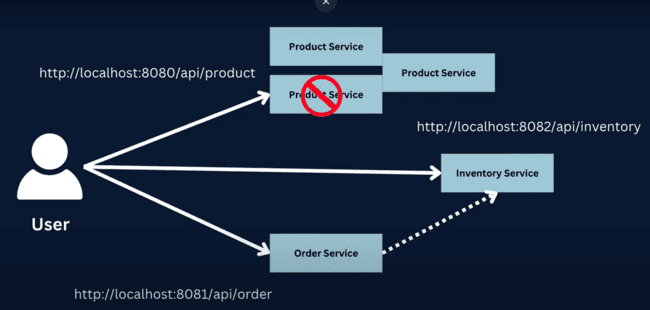 Product Service
http://localhost:8080/api/product
Product Service
Product Service
http://localhost:8082/api/inventory
Inventory Service
User
Order Service
http://localhost:8081/api/order